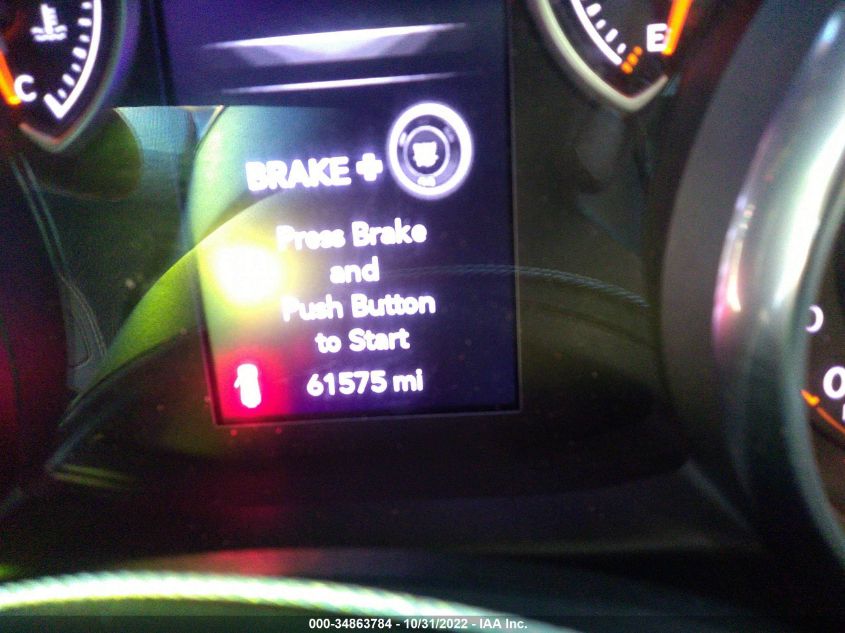 C
E
BRAKE +
Press Brake
and
Push Button
to Start
61575 mi
000-34863784 - 10/31/2022 - IAA Inc.